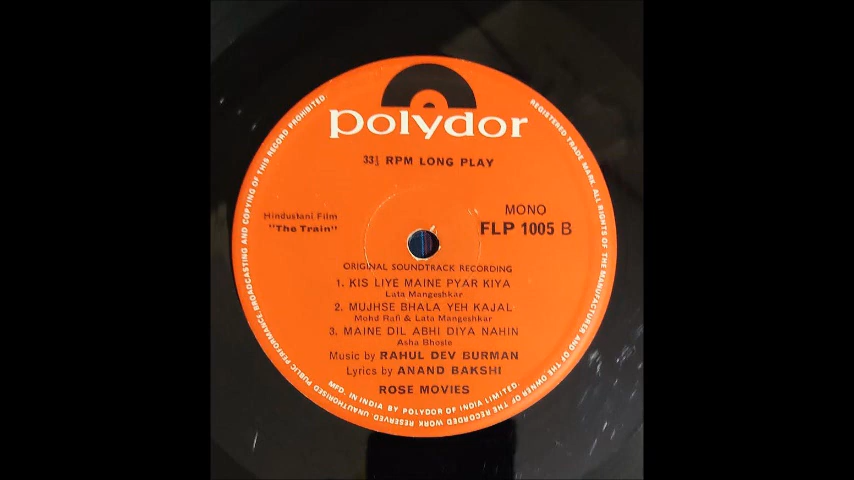 polydor
33⅓ RPM LONG PLAY
Hindustani Film
"The Train"
MONO
FLP 1005 B
ORIGINAL SOUNDTRACK RECORDING
1. KIS LIYE MAINE PYAR KIYA
Lata Mangeshkar
2. MUJHSE BHALA YEH KAJAL
Mohd Rafi & Lata Mangeshkar
3. MAINE DIL ABHI DIYA NAHIN
Asha Bhosle
Music by RAHUL DEV BURMAN
Lyrics by ANAND BAKSHI
ROSE MOVIES
MFD. IN INDIA BY POLYDOR OF INDIA LIMITED.
REGISTERED TRADE MARK. ALL RIGHTS OF THE MANUFACTURER AND OF THE OWNER OF THE RECORDED WORK RESERVED. UNAUTHORISED PUBLIC PERFORMANCE BROADCASTING AND COPYING OF THIS RECORD PROHIBITED.